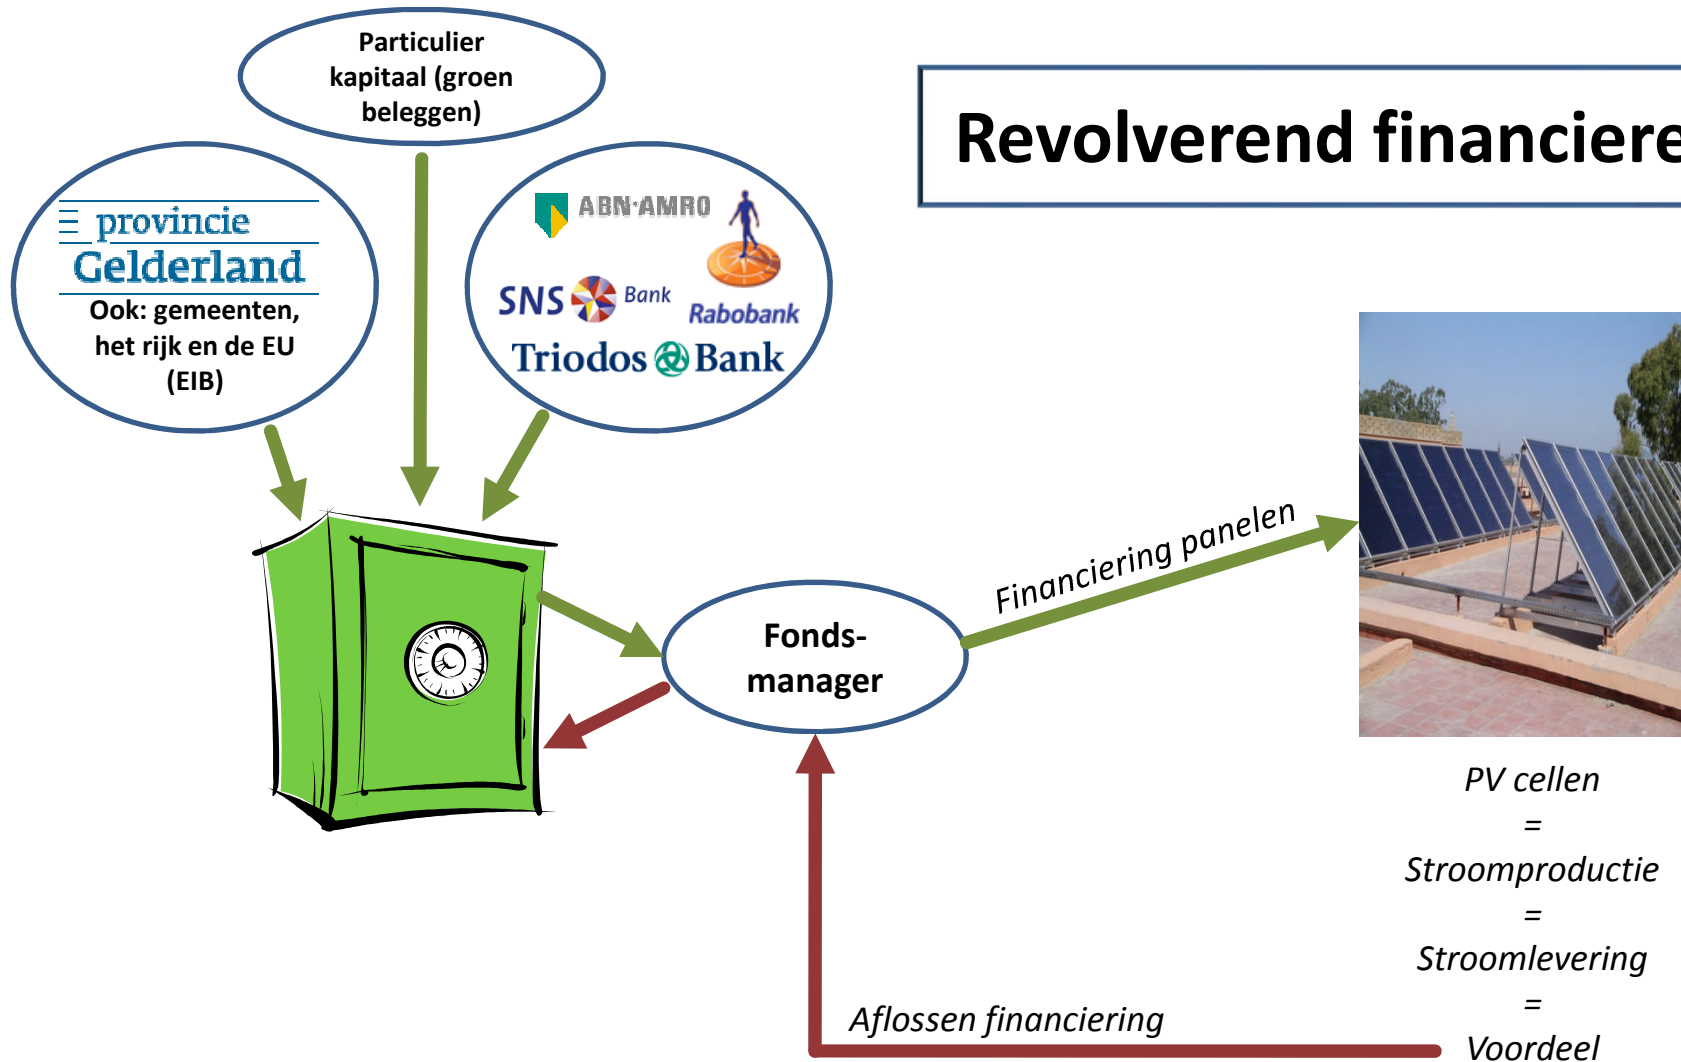 Particulier
kapitaal (groen
beleggen)
Revolverend financiere
provincie
Gelderland
Ook: gemeenten,
het rijk en de EU
(EIB)
ABN·AMRO
SNS Bank
Rabobank
Triodos Bank
Financiering panelen
Fonds-
manager
PV cellen
=
Stroomproductie
=
Stroomlevering
=
Voordeel
Aflossen financiering